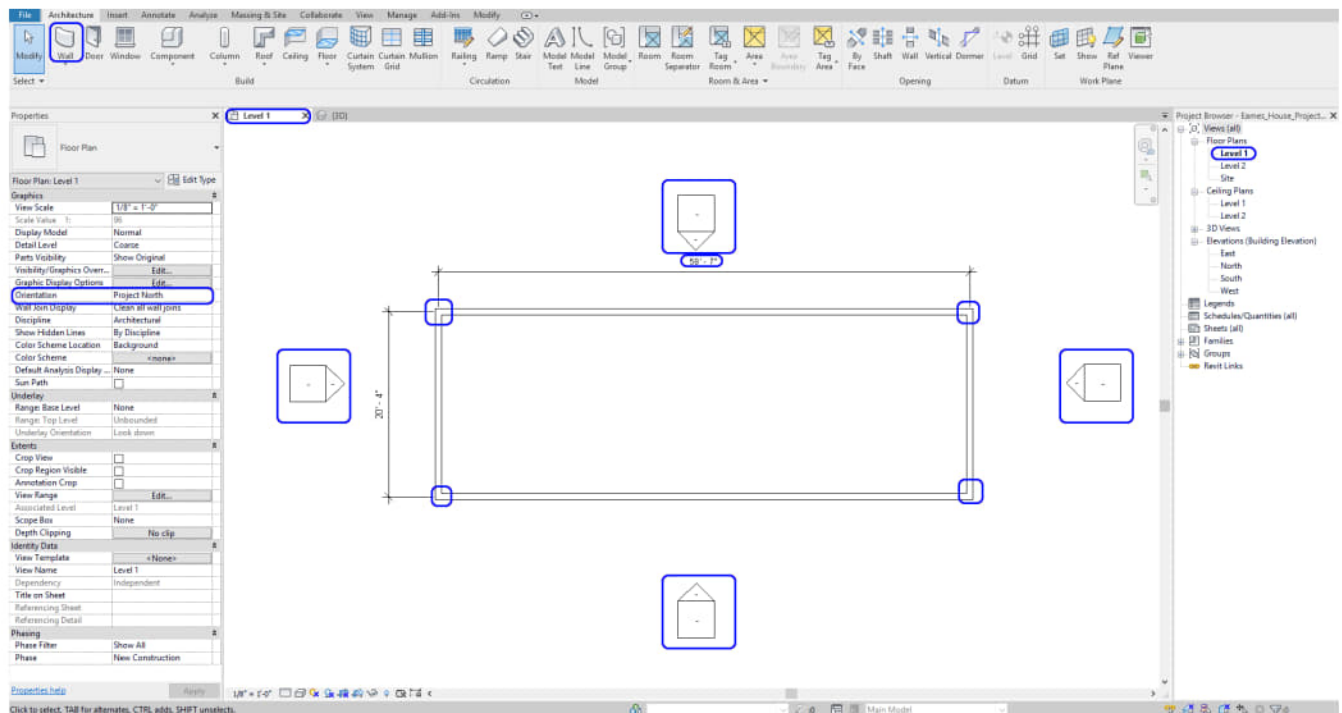 File Architecture Insert Annotate Analyze Massing & Site Collaborate View Manage Add-Ins Modify
Modify Wall Door Window Component Column Roof Ceiling Floor Curtain System Curtain Grid Mullion Railing Ramp Stair Model Text Model Line Model Group Room Room Separator Tag Room Area Area Boundary Tag Area By Face Shaft Wall Vertical Dormer Level Grid Set Show Ref Plane Viewer
Select Build Circulation Model Room & Area Opening Datum Work Plane
Properties X
Floor Plan
Floor Plan: Level 1 Edit Type
Graphics
View Scale 1/8" = 1'-0"
Scale Value 1: 96
Display Model Normal
Detail Level Coarse
Parts Visibility Show Original
Visibility/Graphics Overr... Edit...
Graphic Display Options Edit...
Orientation Project North
Wall Join Display Clean all wall joins
Discipline Architectural
Show Hidden Lines By Discipline
Color Scheme Location Background
Color Scheme <none>
Default Analysis Display ... None
Sun Path
Underlay
Range: Base Level None
Range: Top Level Unbounded
Underlay Orientation Look down
Extents
Crop View
Crop Region Visible
Annotation Crop
View Range Edit...
Associated Level Level 1
Scope Box None
Depth Clipping No clip
Identity Data
View Template <None>
View Name Level 1
Dependency Independent
Title on Sheet
Referencing Sheet
Referencing Detail
Phasing
Phase Filter Show All
Phase New Construction
Properties help Apply
Level 1 X {3D}
59' - 7"
20' - 4"
1/8" = 1'-0"
Project Browser - Eames_House_Project... X
Views (all)
Floor Plans
Level 1
Level 2
Site
Ceiling Plans
Level 1
Level 2
3D Views
Elevations (Building Elevation)
East
North
South
West
Legends
Schedules/Quantities (all)
Sheets (all)
Families
Groups
Revit Links
Click to select, TAB for alternates, CTRL adds, SHIFT unselects. :0 Main Model :0